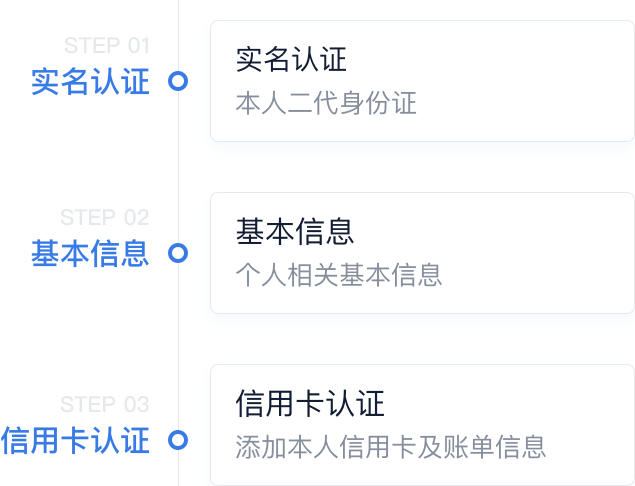 STEP 01
实名认证
实名认证
本人二代身份证
STEP 02
基本信息
基本信息
个人相关基本信息
STEP 03
信用卡认证
信用卡认证
添加本人信用卡及账单信息